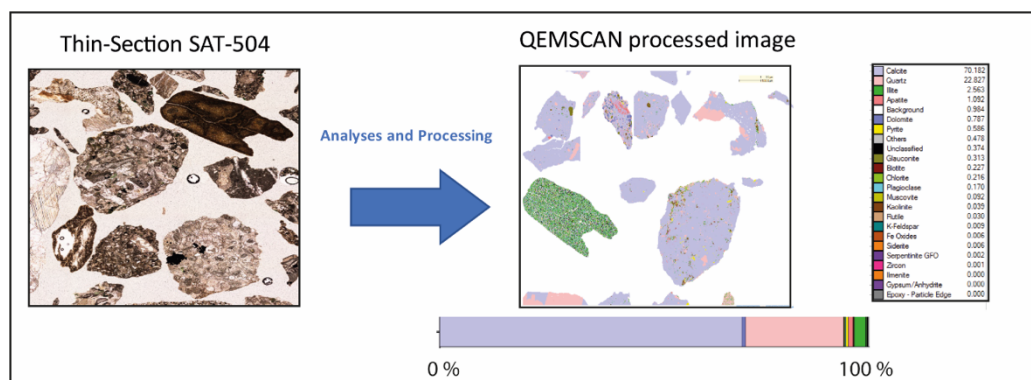 Thin-Section SAT-504
QEMSCAN processed image
Analyses and Processing
Calcite 70.182
Quartz 22.827
Illite 2.563
Apatite 1.092
Background 0.984
Dolomite 0.787
Pyrite 0.586
Others 0.478
Unclassified 0.374
Glauconite 0.313
Biotite 0.227
Chlorite 0.216
Plagioclase 0.170
Muscovite 0.092
Kaolinite 0.039
Rutile 0.030
K-Feldspar 0.009
Fe Oxides 0.006
Siderite 0.006
Serpentinite GFO 0.002
Zircon 0.001
Ilmenite 0.000
Gypsum/Anhydrite 0.000
Epoxy - Particle Edge 0.000
0 %
100 %